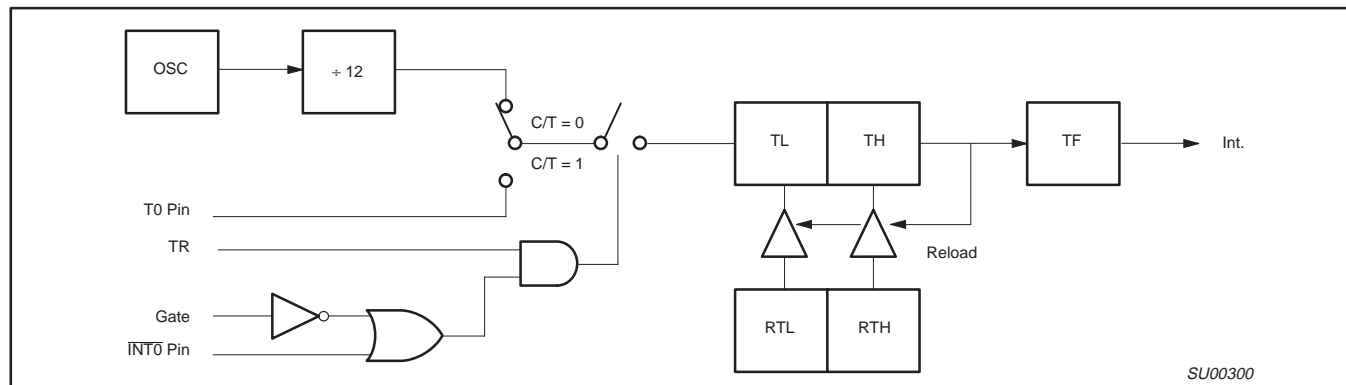 OSC
÷ 12
C/T = 0
TL
TH
TF
Int.
C/T = 1
T0 Pin
TR
Reload
Gate
RTL
RTH
INT0 Pin
SU00300